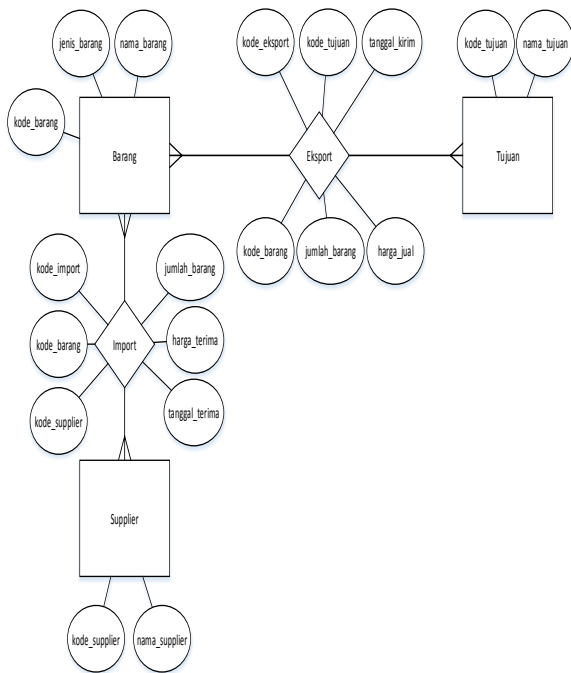 jenis_barang
nama_barang
kode_eksport
kode_tujuan
tanggal_kirim
kode_tujuan
nama_tujuan
kode_barang
Barang
Eksport
Tujuan
kode_barang
jumlah_barang
harga_jual
kode_import
jumlah_barang
kode_barang
Import
harga_terima
kode_supplier
tanggal_terima
Supplier
kode_supplier
nama_supplier